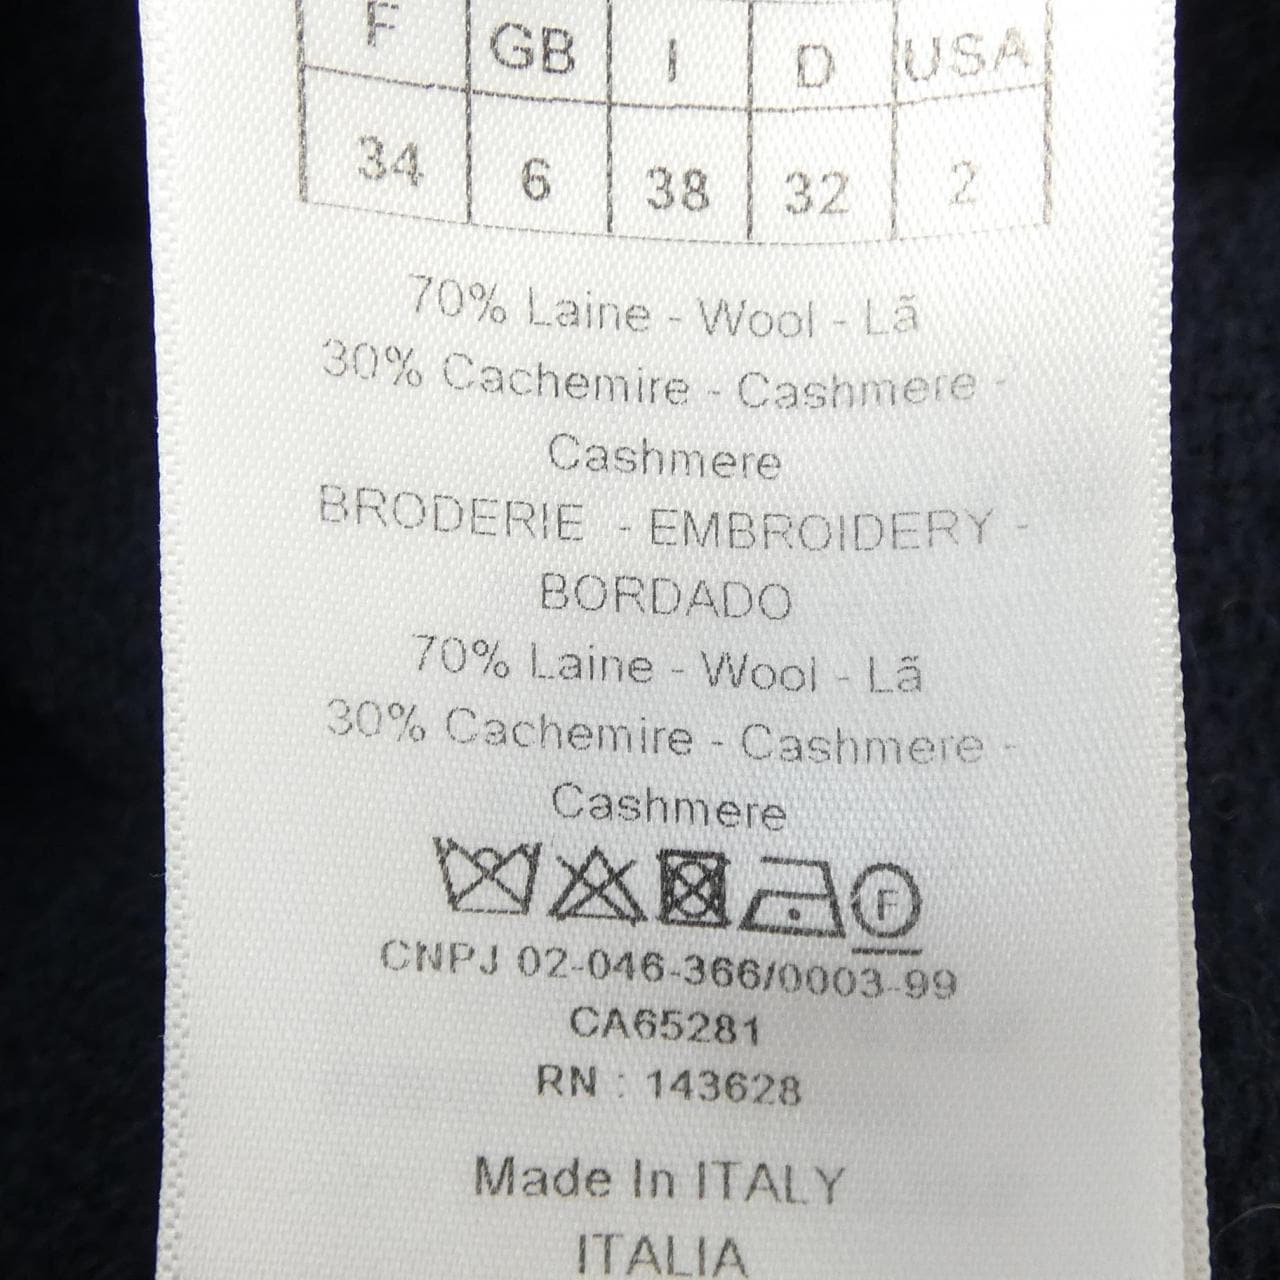 F GB I D USA
34 6 38 32 2
70% Laine - Wool - Lã
30% Cachemire - Cashmere -
Cashmere
BRODERIE - EMBROIDERY -
BORDADO
70% Laine - Wool - Lã
30% Cachemire - Cashmere -
Cashmere
F
CNPJ 02-046-366/0003-99
CA65281
RN : 143628
Made In ITALY
ITALIA